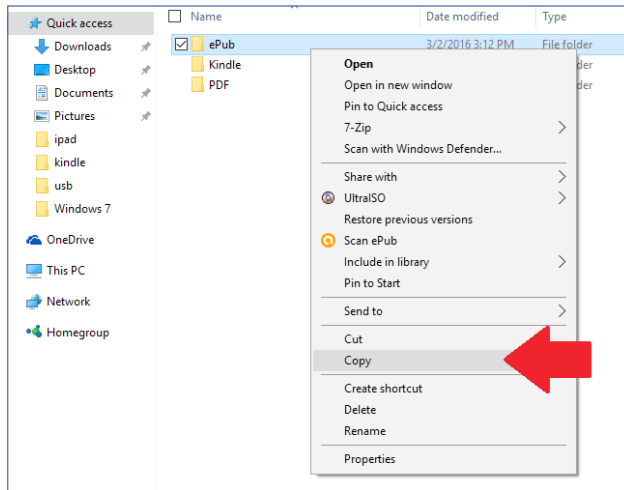 Quick access
Downloads
Desktop
Documents
Pictures
ipad
kindle
usb
Windows 7
OneDrive
This PC
Network
Homegroup
Name Date modified Type
ePub 3/2/2016 3:12 PM File folder
Kindle der
PDF der
Open
Open in new window
Pin to Quick access
7-Zip
Scan with Windows Defender...
Share with
UltraISO
Restore previous versions
Scan ePub
Include in library
Pin to Start
Send to
Cut
Copy
Create shortcut
Delete
Rename
Properties